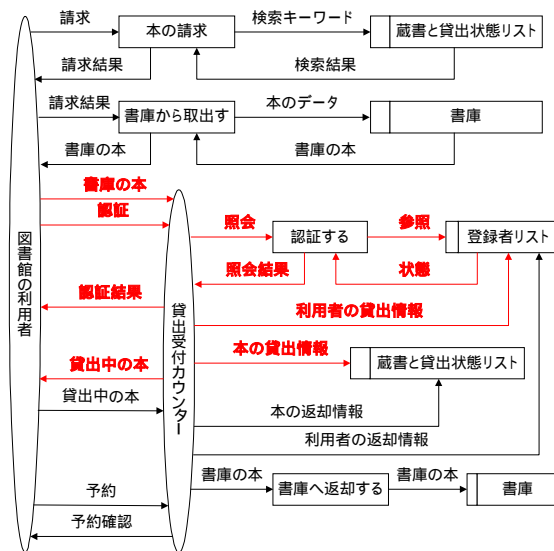 請求
本の請求
検索キーワード
蔵書と貸出状態リスト
請求結果
検索結果
請求結果
書庫から取出す
本のデータ
書庫
書庫の本
書庫の本
図書館の利用者
書庫の本
認証
貸出受付カウンター
照会
認証する
参照
登録者リスト
照会結果
状態
認証結果
利用者の貸出情報
貸出中の本
本の貸出情報
蔵書と貸出状態リスト
貸出中の本
本の返却情報
利用者の返却情報
書庫の本
書庫へ返却する
書庫の本
書庫
予約
予約確認